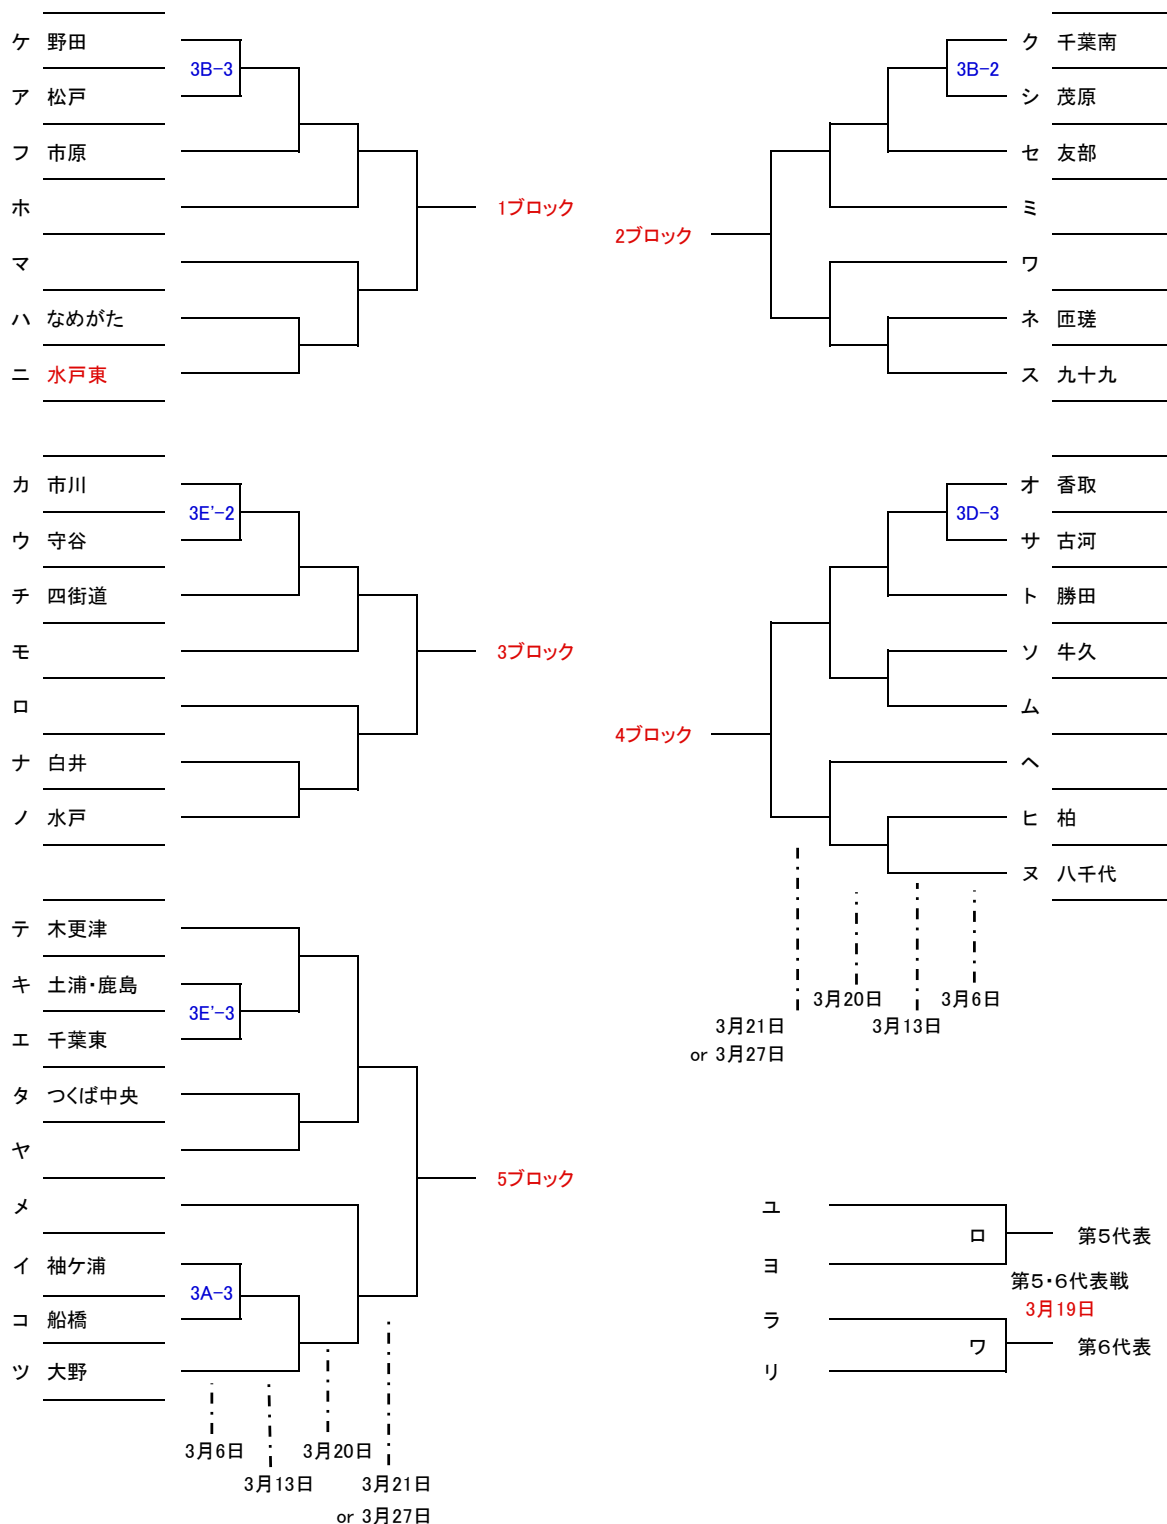 ケ 野田
3B-3
ア 松戸
フ 市原
ホ
1ブロック
マ
ハ なめがた
ニ 水戸東
ク 千葉南
3B-2
シ 茂原
セ 友部
ミ
2ブロック
ワ
ネ 匝瑳
ス 九十九
カ 市川
3E'-2
ウ 守谷
チ 四街道
モ
3ブロック
ロ
ナ 白井
ノ 水戸
オ 香取
3D-3
サ 古河
ト 勝田
ソ 牛久
ム
4ブロック
ヘ
ヒ 柏
ヌ 八千代
3月20日
3月6日
3月21日
or 3月27日
3月13日
テ 木更津
キ 土浦・鹿島
3E'-3
エ 千葉東
タ つくば中央
ヤ
5ブロック
メ
イ 袖ケ浦
3A-3
コ 船橋
ツ 大野
3月6日
3月20日
3月13日
3月21日
or 3月27日
ユ
ロ
第5代表
ヨ
第5・6代表戦
3月19日
ラ
ワ
第6代表
リ